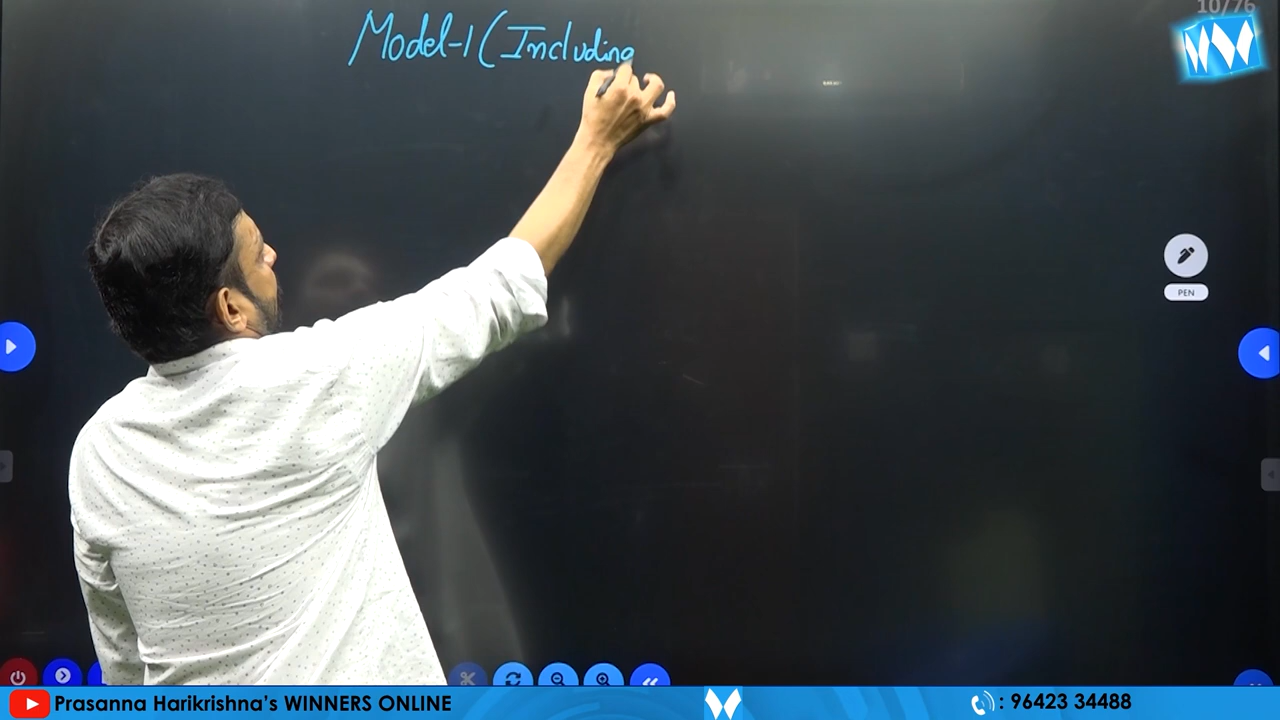 10/76
Model-1 (Including
PEN
Prasanna Harikrishna's WINNERS ONLINE
: 96423 34488